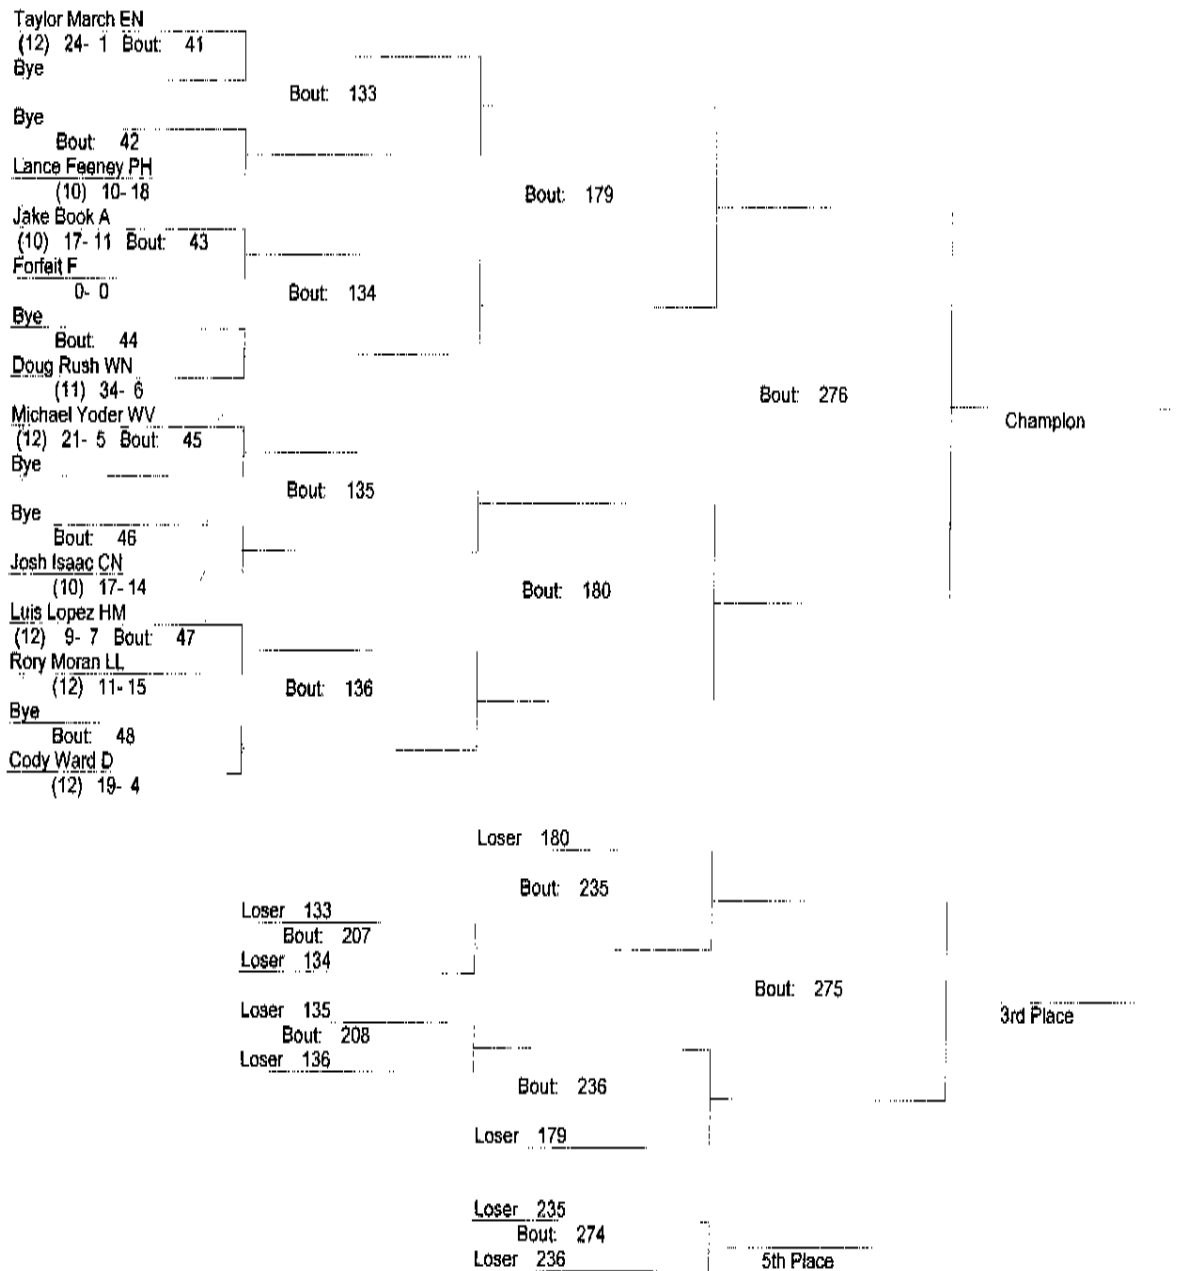 Taylor March EN
(12) 24- 1 Bout: 41
Bye
Bout: 133
Bye
Bout: 42
Lance Feeney PH
(10) 10-18
Bout: 179
Jake Book A
(10) 17-11 Bout: 43
Forfeit F
0- 0
Bout: 134
Bye
Bout: 44
Doug Rush WN
(11) 34- 6
Bout: 276
Champion
Michael Yoder WV
(12) 21- 5 Bout: 45
Bye
Bout: 135
Bye
Bout: 46
Josh Isaac CN
(10) 17-14
Bout: 180
Luis Lopez HM
(12) 9- 7 Bout: 47
Rory Moran LL
(12) 11-15
Bout: 136
Bye
Bout: 48
Cody Ward D
(12) 19- 4
Loser 180
Bout: 235
Loser 133
Bout: 207
Loser 134
Bout: 275
3rd Place
Loser 135
Bout: 208
Loser 136
Bout: 236
Loser 179
Loser 235
Bout: 274
Loser 236
5th Place